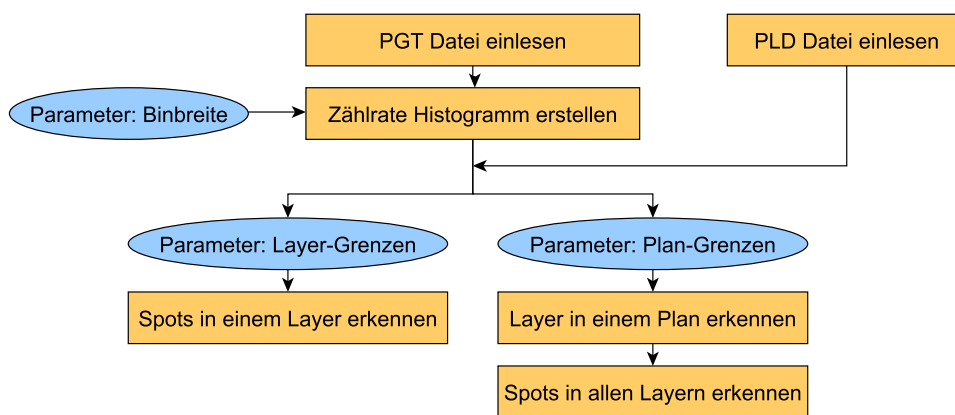 PGT Datei einlesen
PLD Datei einlesen
Parameter: Binbreite
Zählrate Histogramm erstellen
Parameter: Layer-Grenzen
Parameter: Plan-Grenzen
Spots in einem Layer erkennen
Layer in einem Plan erkennen
Spots in allen Layern erkennen